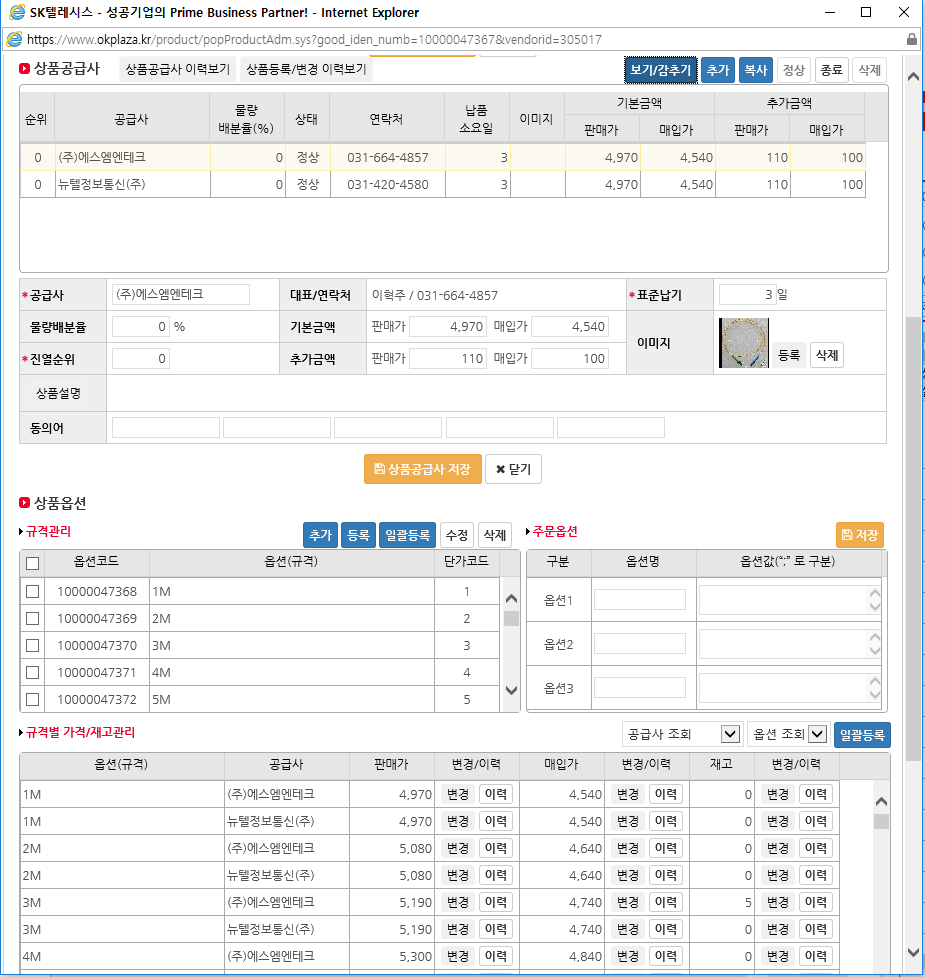 SK텔레시스 - 성공기업의 Prime Business Partner! - Internet Explorer
https://www.okplaza.kr/product/popProductAdm.sys?good_iden_numb=10000047367&vendorid=305017
상품공급사 상품공급사 이력보기 상품등록/변경 이력보기 보기/감추기 추가 복사 정상 종료 삭제
순위 공급사 물량 배분율(%) 상태 연락처 납품 소요일 이미지 기본금액 추가금액
판매가 매입가 판매가 매입가
0 (주)에스엠엔테크 0 정상 031-664-4857 3 4,970 4,540 110 100
0 뉴텔정보통신(주) 0 정상 031-420-4580 3 4,970 4,540 110 100
*공급사 (주)에스엠엔테크 대표/연락처 이혁주 / 031-664-4857 *표준납기 3 일
물량배분율 0 % 기본금액 판매가 4,970 매입가 4,540 이미지 등록 삭제
*진열순위 0 추가금액 판매가 110 매입가 100
상품설명
동의어
상품공급사 저장 닫기
상품옵션
규격관리 추가 등록 일괄등록 수정 삭제 주문옵션 저장
옵션코드 옵션(규격) 단가코드 구분 옵션명 옵션값(";" 로 구분)
10000047368 1M 1
10000047369 2M 2
10000047370 3M 3
10000047371 4M 4
10000047372 5M 5
옵션1
옵션2
옵션3
규격별 가격/재고관리 공급사 조회 옵션 조회 일괄등록
옵션(규격) 공급사 판매가 변경/이력 매입가 변경/이력 재고 변경/이력
1M (주)에스엠엔테크 4,970 변경 이력 4,540 변경 이력 0 변경 이력
1M 뉴텔정보통신(주) 4,970 변경 이력 4,540 변경 이력 0 변경 이력
2M (주)에스엠엔테크 5,080 변경 이력 4,640 변경 이력 0 변경 이력
2M 뉴텔정보통신(주) 5,080 변경 이력 4,640 변경 이력 0 변경 이력
3M (주)에스엠엔테크 5,190 변경 이력 4,740 변경 이력 5 변경 이력
3M 뉴텔정보통신(주) 5,190 변경 이력 4,740 변경 이력 0 변경 이력
4M (주)에스엠엔테크 5,300 변경 이력 4,840 변경 이력 0 변경 이력